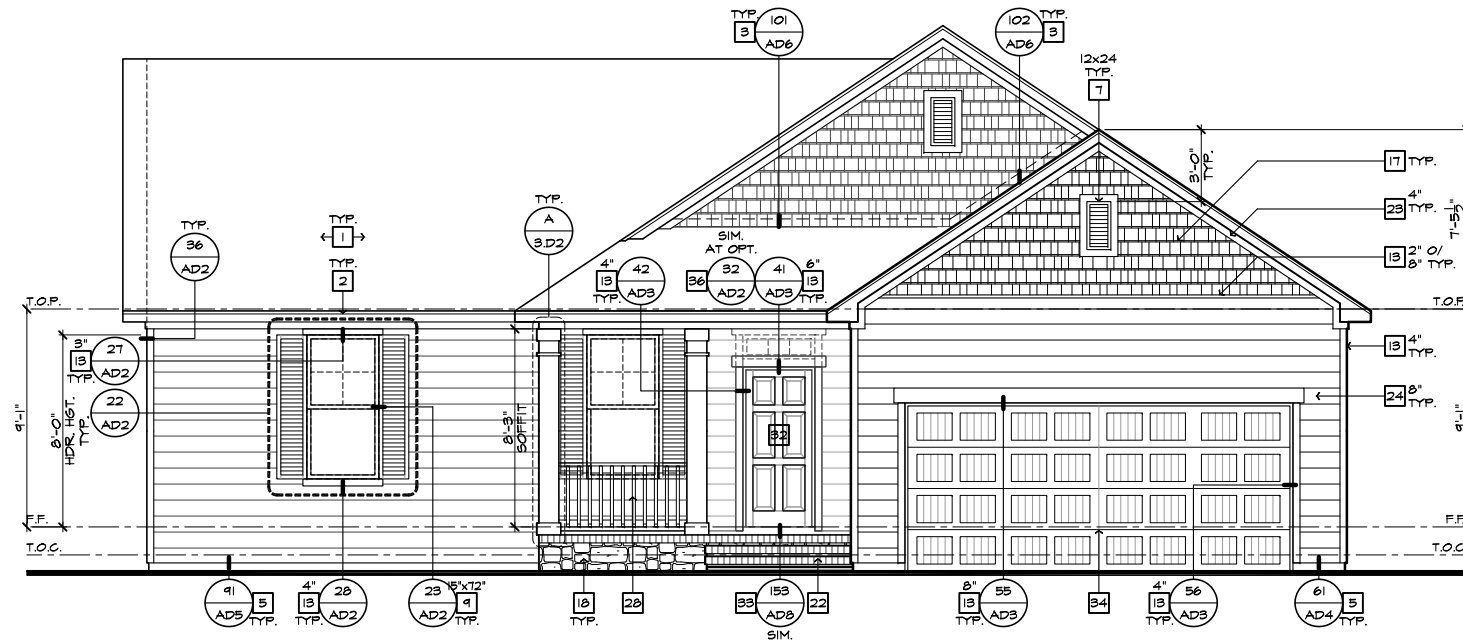 TYP.
3
101
AD6
102
AD6
TYP.
3
12x24
TYP.
7
3'-0"
TYP.
17 TYP.
4"
23 TYP.
7'-5½"
2" O/
13 8" TYP.
TYP.
36
AD2
TYP.
1
TYP.
2
TYP.
A
3.D2
4"
13
TYP.
42
AD3
SIM.
AT OPT.
36
32
AD2
41
AD3
6"
13
TYP.
T.O.P.
T.O.P.
9'-1"
8'-0"
HDR. HGT.
TYP.
3"
13
TYP.
27
AD2
22
AD2
8'-3"
SOFFIT
32
4"
13 TYP.
8"
24 TYP.
9'-1"
F.F.
F.F.
T.O.C.
T.O.C.
91
AD5
5
TYP.
4"
13
TYP.
28
AD2
23
AD2
15"x72"
9
TYP.
18
TYP.
28
33
153
AD8
SIM.
22
8"
13
TYP.
55
AD3
34
4"
13
TYP.
56
AD3
61
AD4
5
TYP.